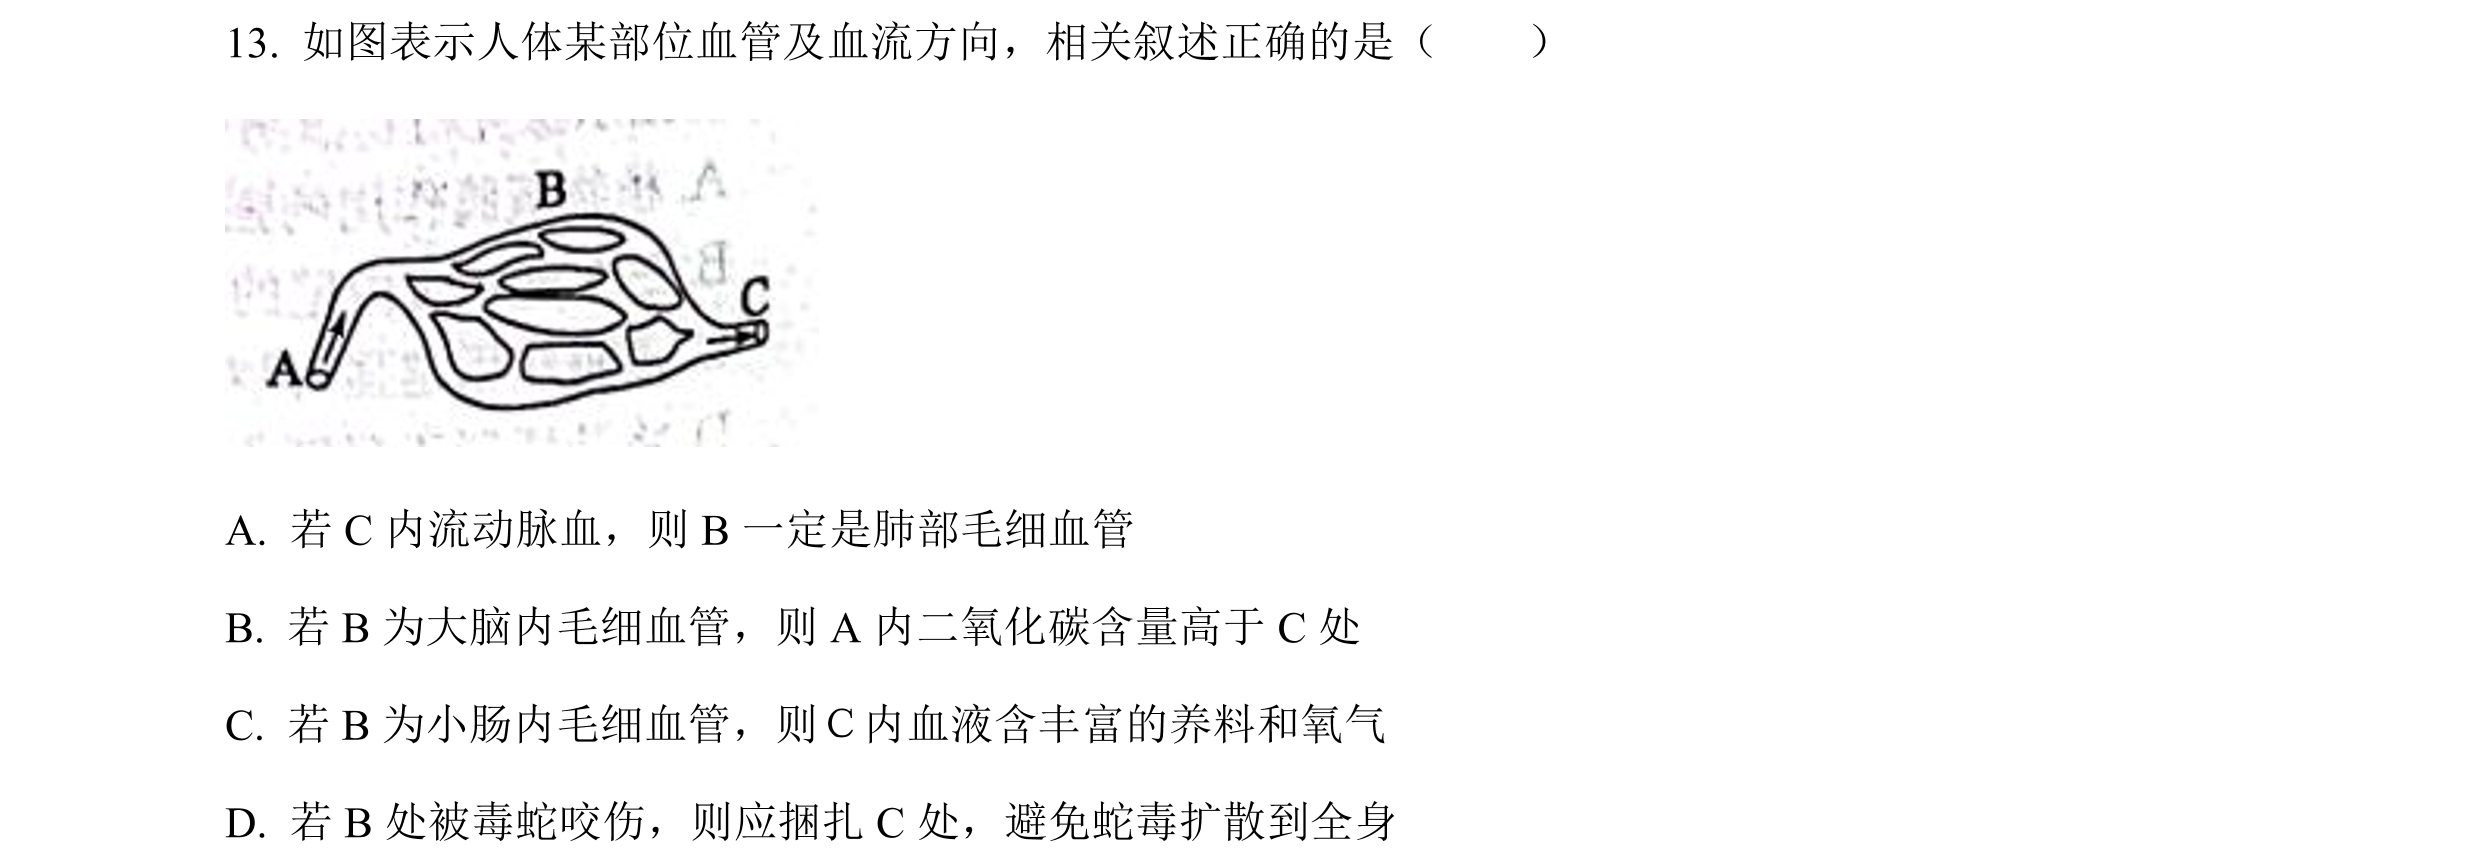 13. 如图表示人体某部位血管及血流方向，相关叙述正确的是（　　）
B
C
A
A. 若 C 内流动脉血，则 B 一定是肺部毛细血管
B. 若 B 为大脑内毛细血管，则 A 内二氧化碳含量高于 C 处
C. 若 B 为小肠内毛细血管，则 C 内血液含丰富的养料和氧气
D. 若 B 处被毒蛇咬伤，则应捆扎 C 处，避免蛇毒扩散到全身